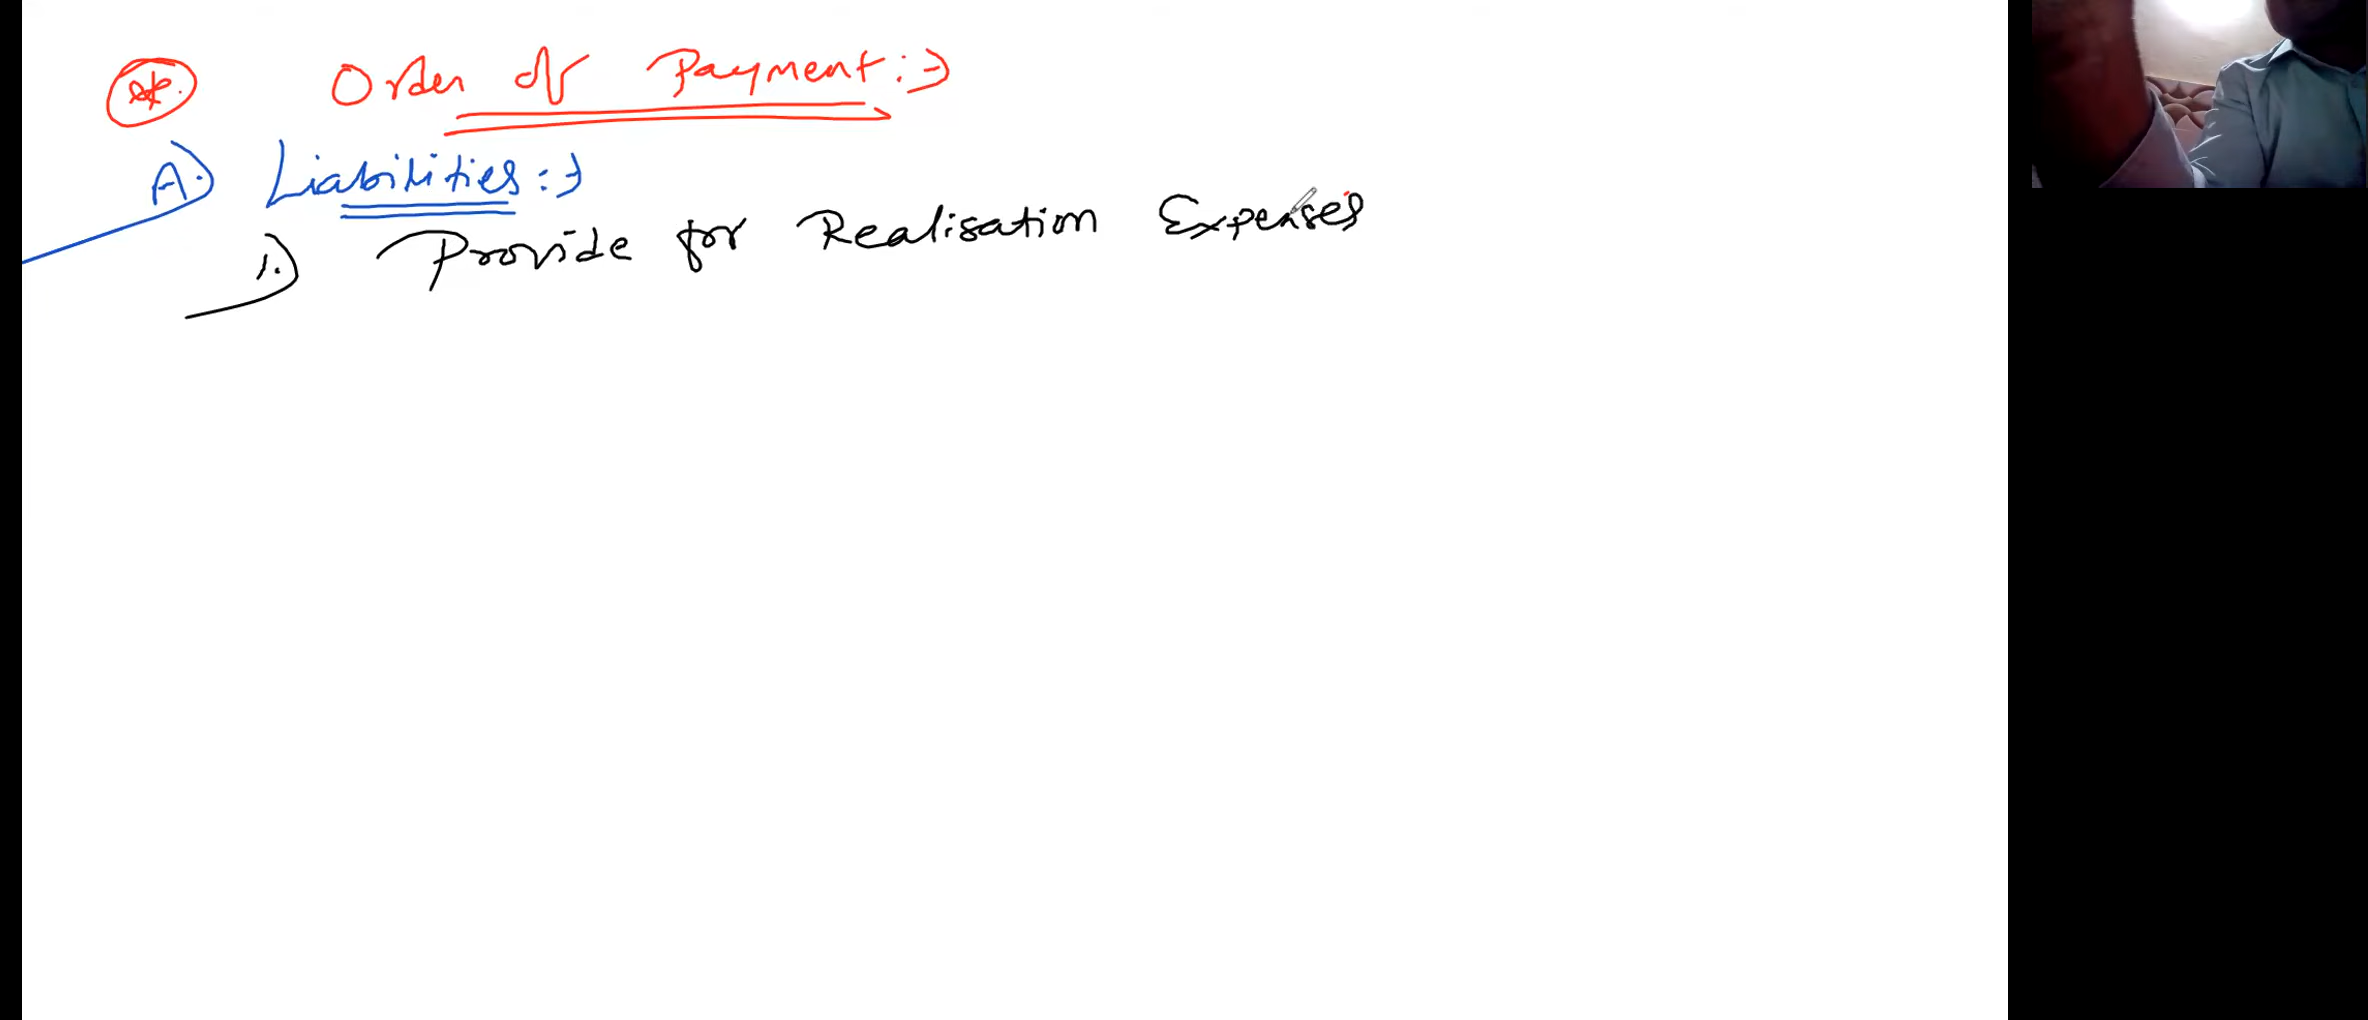 * Order of Payment :→
A.) Liabilities :→
1.) Provide for Realisation Expenses